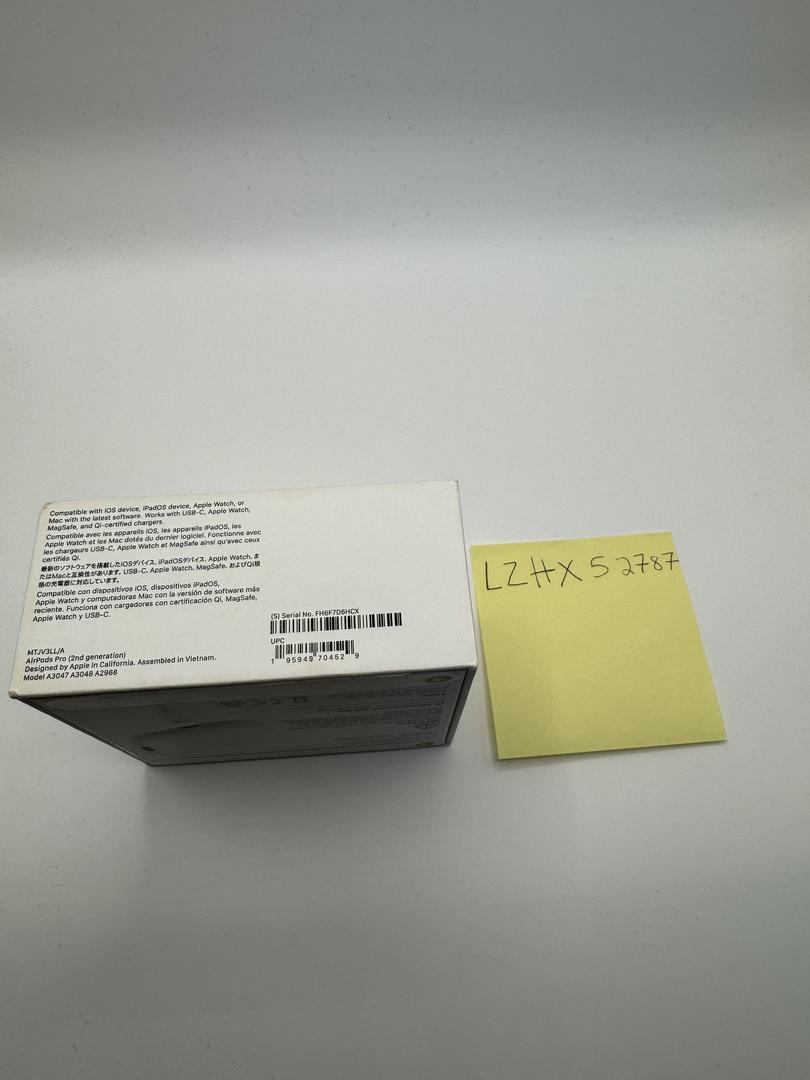 Compatible with iOS device, iPadOS device, Apple Watch, or
Mac with the latest software. Works with USB-C, Apple Watch,
MagSafe, and Qi-certified chargers.
Compatible avec les appareils iOS, les appareils iPadOS, les
Apple Watch et les Mac dotés du dernier logiciel. Fonctionne avec
les chargeurs USB-C, Apple Watch et MagSafe ainsi qu'avec ceux
certifiés Qi.
最新のソフトウェアを搭載したiOSデバイス、iPadOSデバイス、Apple Watch、ま
たはMacと互換性があります。USB-C、Apple Watch、MagSafe、およびQi規
格の充電器に対応しています。
Compatible con dispositivos iOS, dispositivos iPadOS,
Apple Watch y computadoras Mac con la versión de software más
reciente. Funciona con cargadores con certificación Qi, MagSafe,
Apple Watch y USB-C.
(S) Serial No. FH6F7D6HCX
UPC
1 95949 70452 9
MTJV3LL/A
AirPods Pro (2nd generation)
Designed by Apple in California. Assembled in Vietnam.
Model A3047 A3048 A2968
LZHX52787